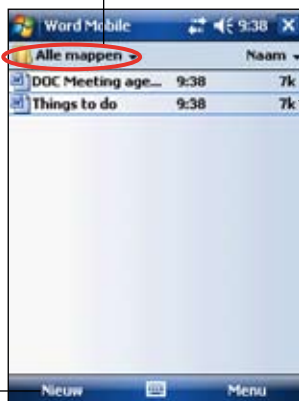 Word Mobile 9:38
Alle mappen Naam
DOC Meeting age... 9:38 7k
Things to do 9:38 7k
Nieuw Menu